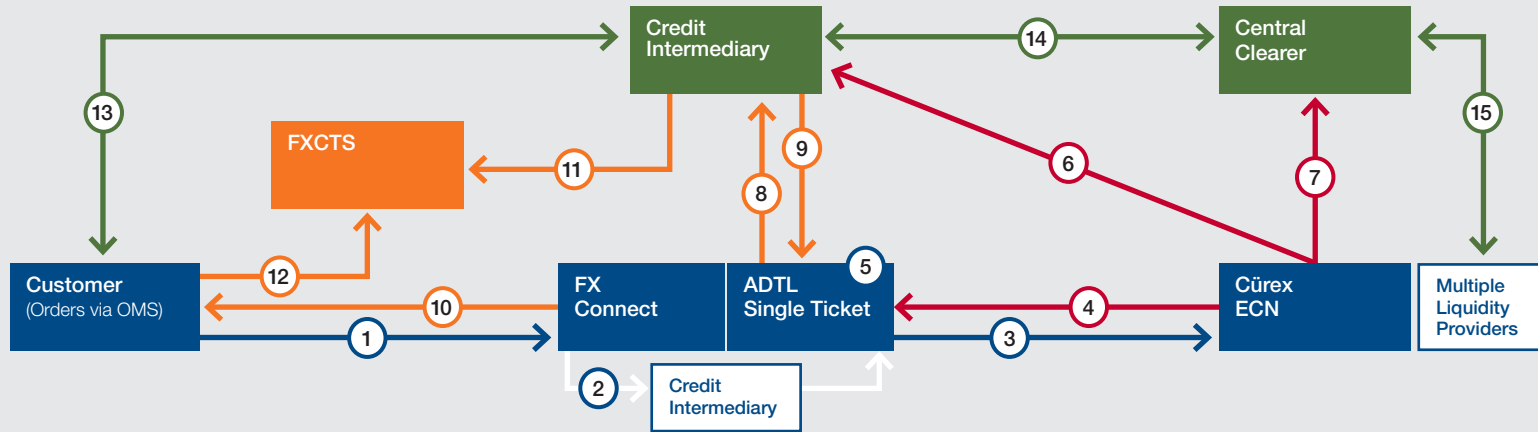 Credit
Intermediary
14
Central
Clearer
13
15
FXCTS
11
9
6
7
8
Customer
(Orders via OMS)
12
10
1
FX
Connect
ADTL
Single Ticket
5
4
3
Cürex
ECN
Multiple
Liquidity
Providers
2
Credit
Intermediary